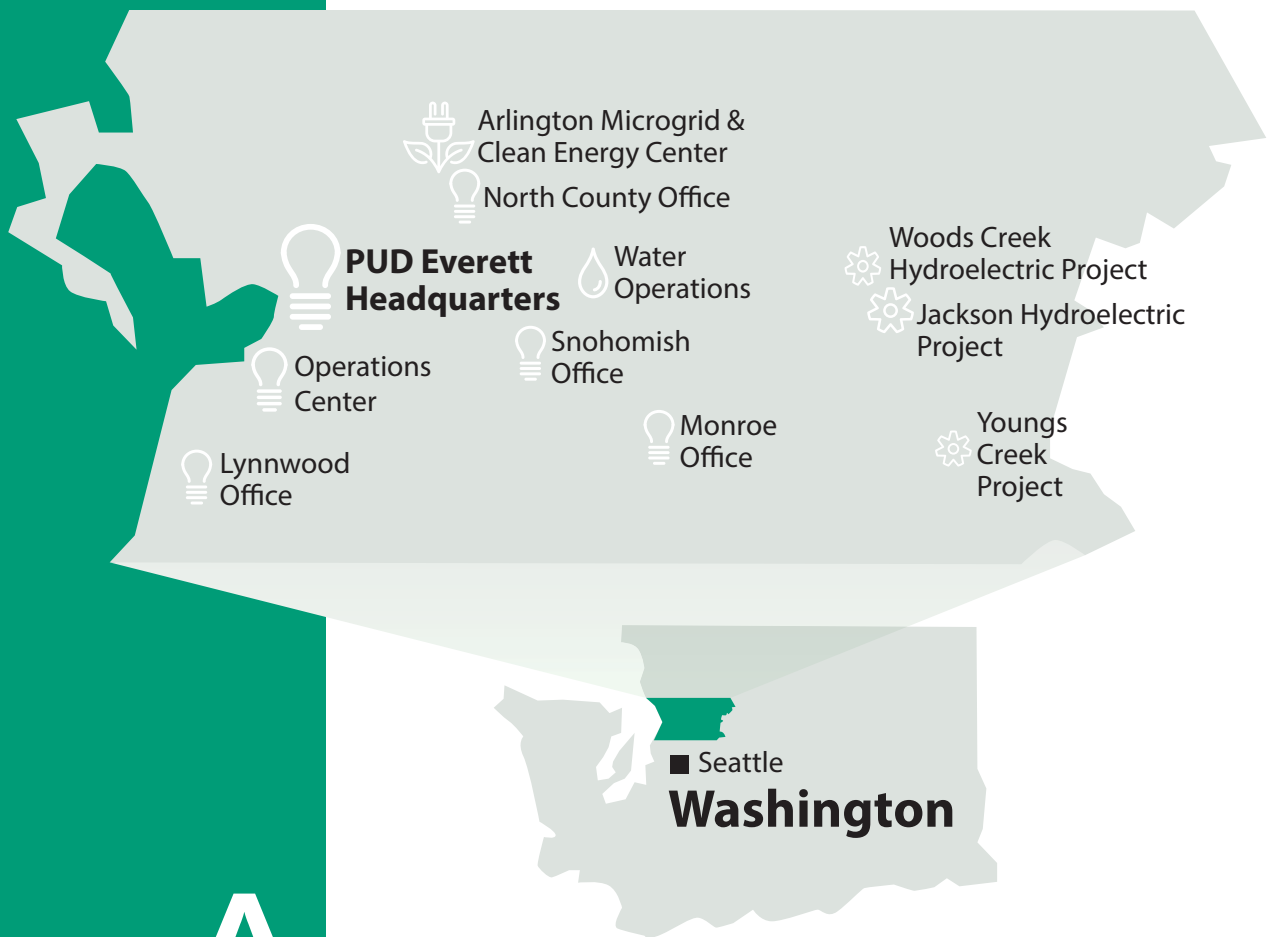 Arlington Microgrid &
Clean Energy Center
North County Office
PUD Everett
Headquarters
Water
Operations
Woods Creek
Hydroelectric Project
Jackson Hydroelectric
Project
Snohomish
Office
Operations
Center
Monroe
Office
Youngs
Creek
Project
Lynnwood
Office
Seattle
Washington
A